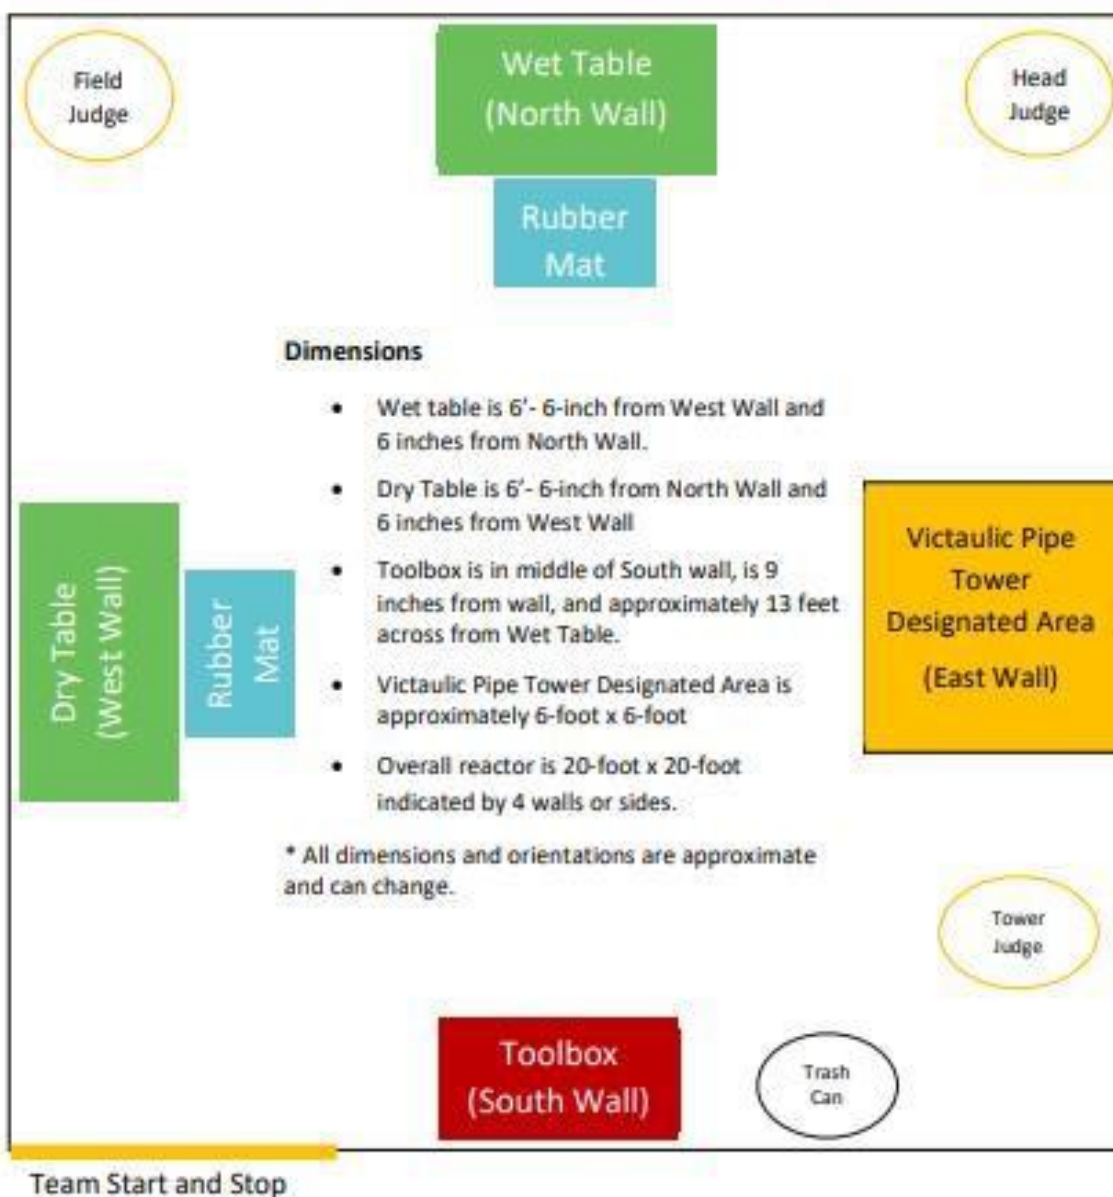 Field
Judge
Wet Table
(North Wall)
Head
Judge
Rubber
Mat
Dimensions
• Wet table is 6’- 6-inch from West Wall and
6 inches from North Wall.
• Dry Table is 6’- 6-inch from North Wall and
6 inches from West Wall
• Toolbox is in middle of South wall, is 9
inches from wall, and approximately 13 feet
across from Wet Table.
• Victaulic Pipe Tower Designated Area is
approximately 6-foot x 6-foot
• Overall reactor is 20-foot x 20-foot
indicated by 4 walls or sides.
* All dimensions and orientations are approximate
and can change.
Dry Table
(West Wall)
Rubber
Mat
Victaulic Pipe
Tower
Designated Area
(East Wall)
Tower
Judge
Toolbox
(South Wall)
Trash
Can
Team Start and Stop